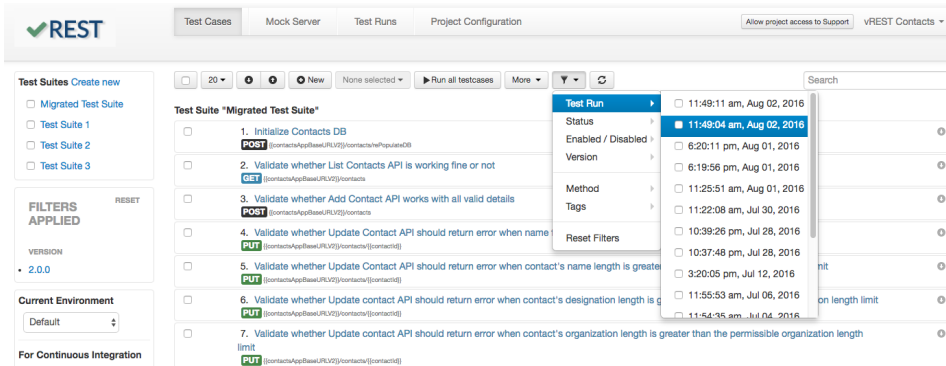 vREST
Test Cases
Mock Server
Test Runs
Project Configuration
Allow project access to Support
vREST Contacts
Test Suites Create new
Migrated Test Suite
Test Suite 1
Test Suite 2
Test Suite 3
FILTERS APPLIED
RESET
VERSION
2.0.0
Current Environment
Default
For Continuous Integration
20
New
None selected
Run all testcases
More
Search
Test Suite "Migrated Test Suite"
1. Initialize Contacts DB
POST {{contactsAppBaseURLV2}}/contacts/rePopulateDB
2. Validate whether List Contacts API is working fine or not
GET {{contactsAppBaseURLV2}}/contacts
3. Validate whether Add Contact API works with all valid details
POST {{contactsAppBaseURLV2}}/contacts
4. Validate whether Update Contact API should return error when name
PUT {{contactsAppBaseURLV2}}/contacts/{{contactId}}
5. Validate whether Update Contact API should return error when contact's name length is greater
PUT {{contactsAppBaseURLV2}}/contacts/{{contactId}}
6. Validate whether Update contact API should return error when contact's designation length is g on length limit
PUT {{contactsAppBaseURLV2}}/contacts/{{contactId}}
7. Validate whether Update contact API should return error when contact's organization length is greater than the permissible organization length
limit
PUT {{contactsAppBaseURLV2}}/contacts/{{contactId}}
Test Run
Status
Enabled / Disabled
Version
Method
Tags
Reset Filters
11:49:11 am, Aug 02, 2016
11:49:04 am, Aug 02, 2016
6:20:11 pm, Aug 01, 2016
6:19:56 pm, Aug 01, 2016
11:25:51 am, Aug 01, 2016
11:22:08 am, Jul 30, 2016
10:39:26 pm, Jul 28, 2016
10:37:48 pm, Jul 28, 2016
3:20:05 pm, Jul 12, 2016
11:55:53 am, Jul 06, 2016
11:54:35 am, Jul 04, 2016